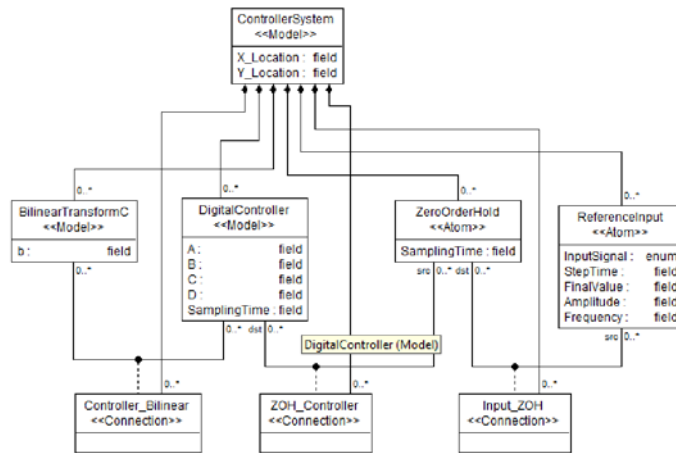 ControllerSystem
<<Model>>
X_Location : field
Y_Location : field
0..* 0..* 0..* 0..*
BilinearTransformC
<<Model>>
b : field
0..*
DigitalController
<<Model>>
A : field
B : field
C : field
D : field
SamplingTime : field
0..* dst 0..*
ZeroOrderHold
<<Atom>>
SamplingTime : field
src 0..* dst 0..*
ReferenceInput
<<Atom>>
InputSignal : enum
StepTime : field
FinalValue : field
Amplitude : field
Frequency : field
src 0..*
DigitalController (Model)
0..* 0..* 0..*
Controller_Bilinear
<<Connection>>
ZOH_Controller
<<Connection>>
Input_ZOH
<<Connection>>